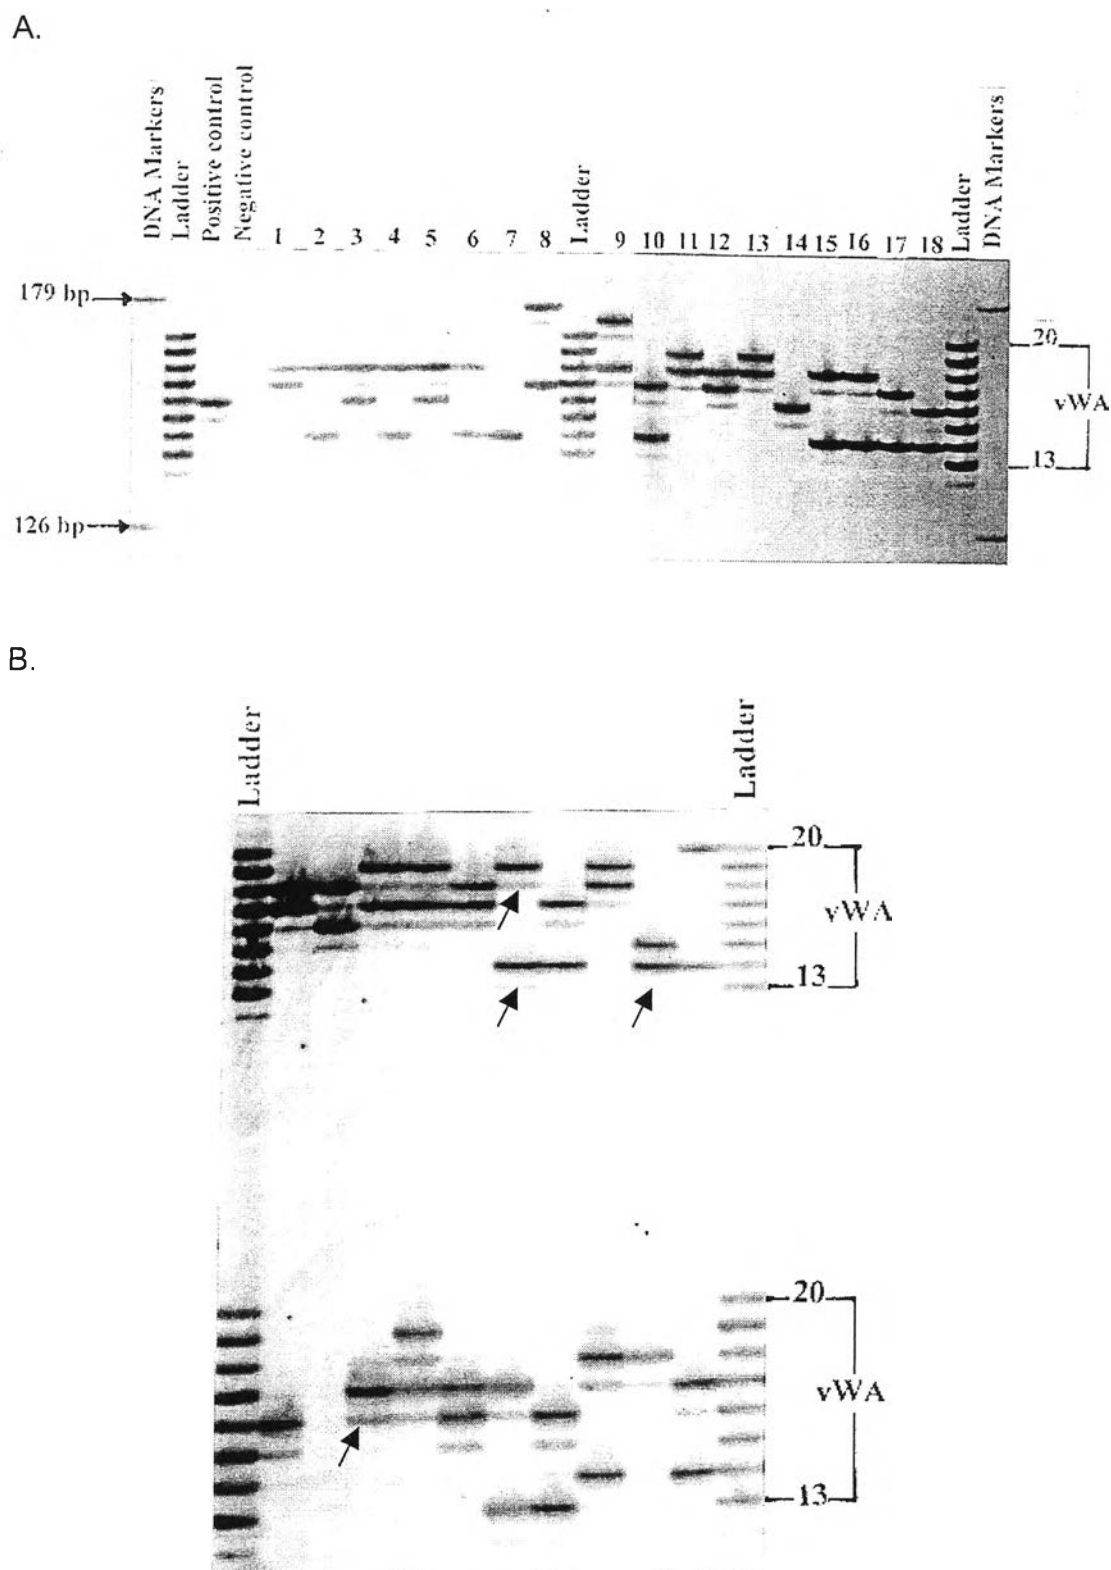 A.
DNA Markers
Ladder
Positive control
Negative control
1 2 3 4 5 6 7 8
Ladder
9 10 11 12 13 14 15 16 17 18
Ladder
DNA Markers
179 bp
20
vWA
13
126 bp
B.
Ladder
Ladder
20
vWA
13
20
vWA
13